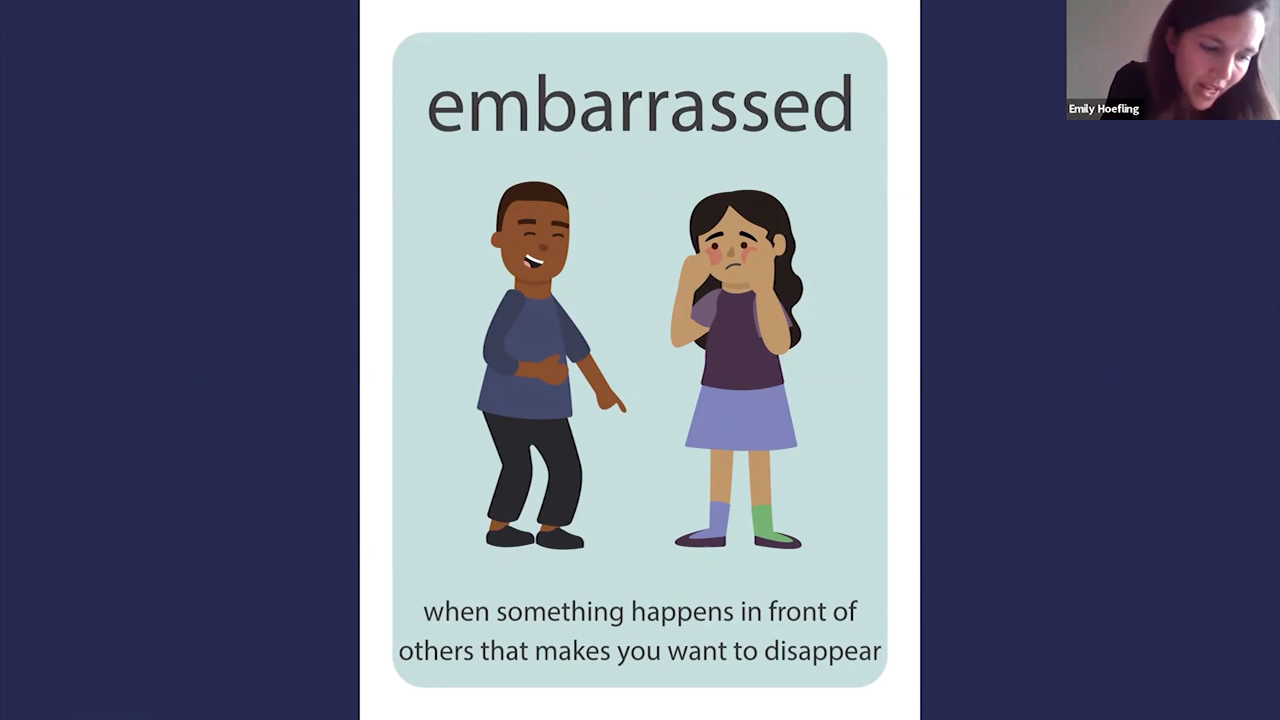 embarrassed
Emily Hoefling
when something happens in front of
others that makes you want to disappear